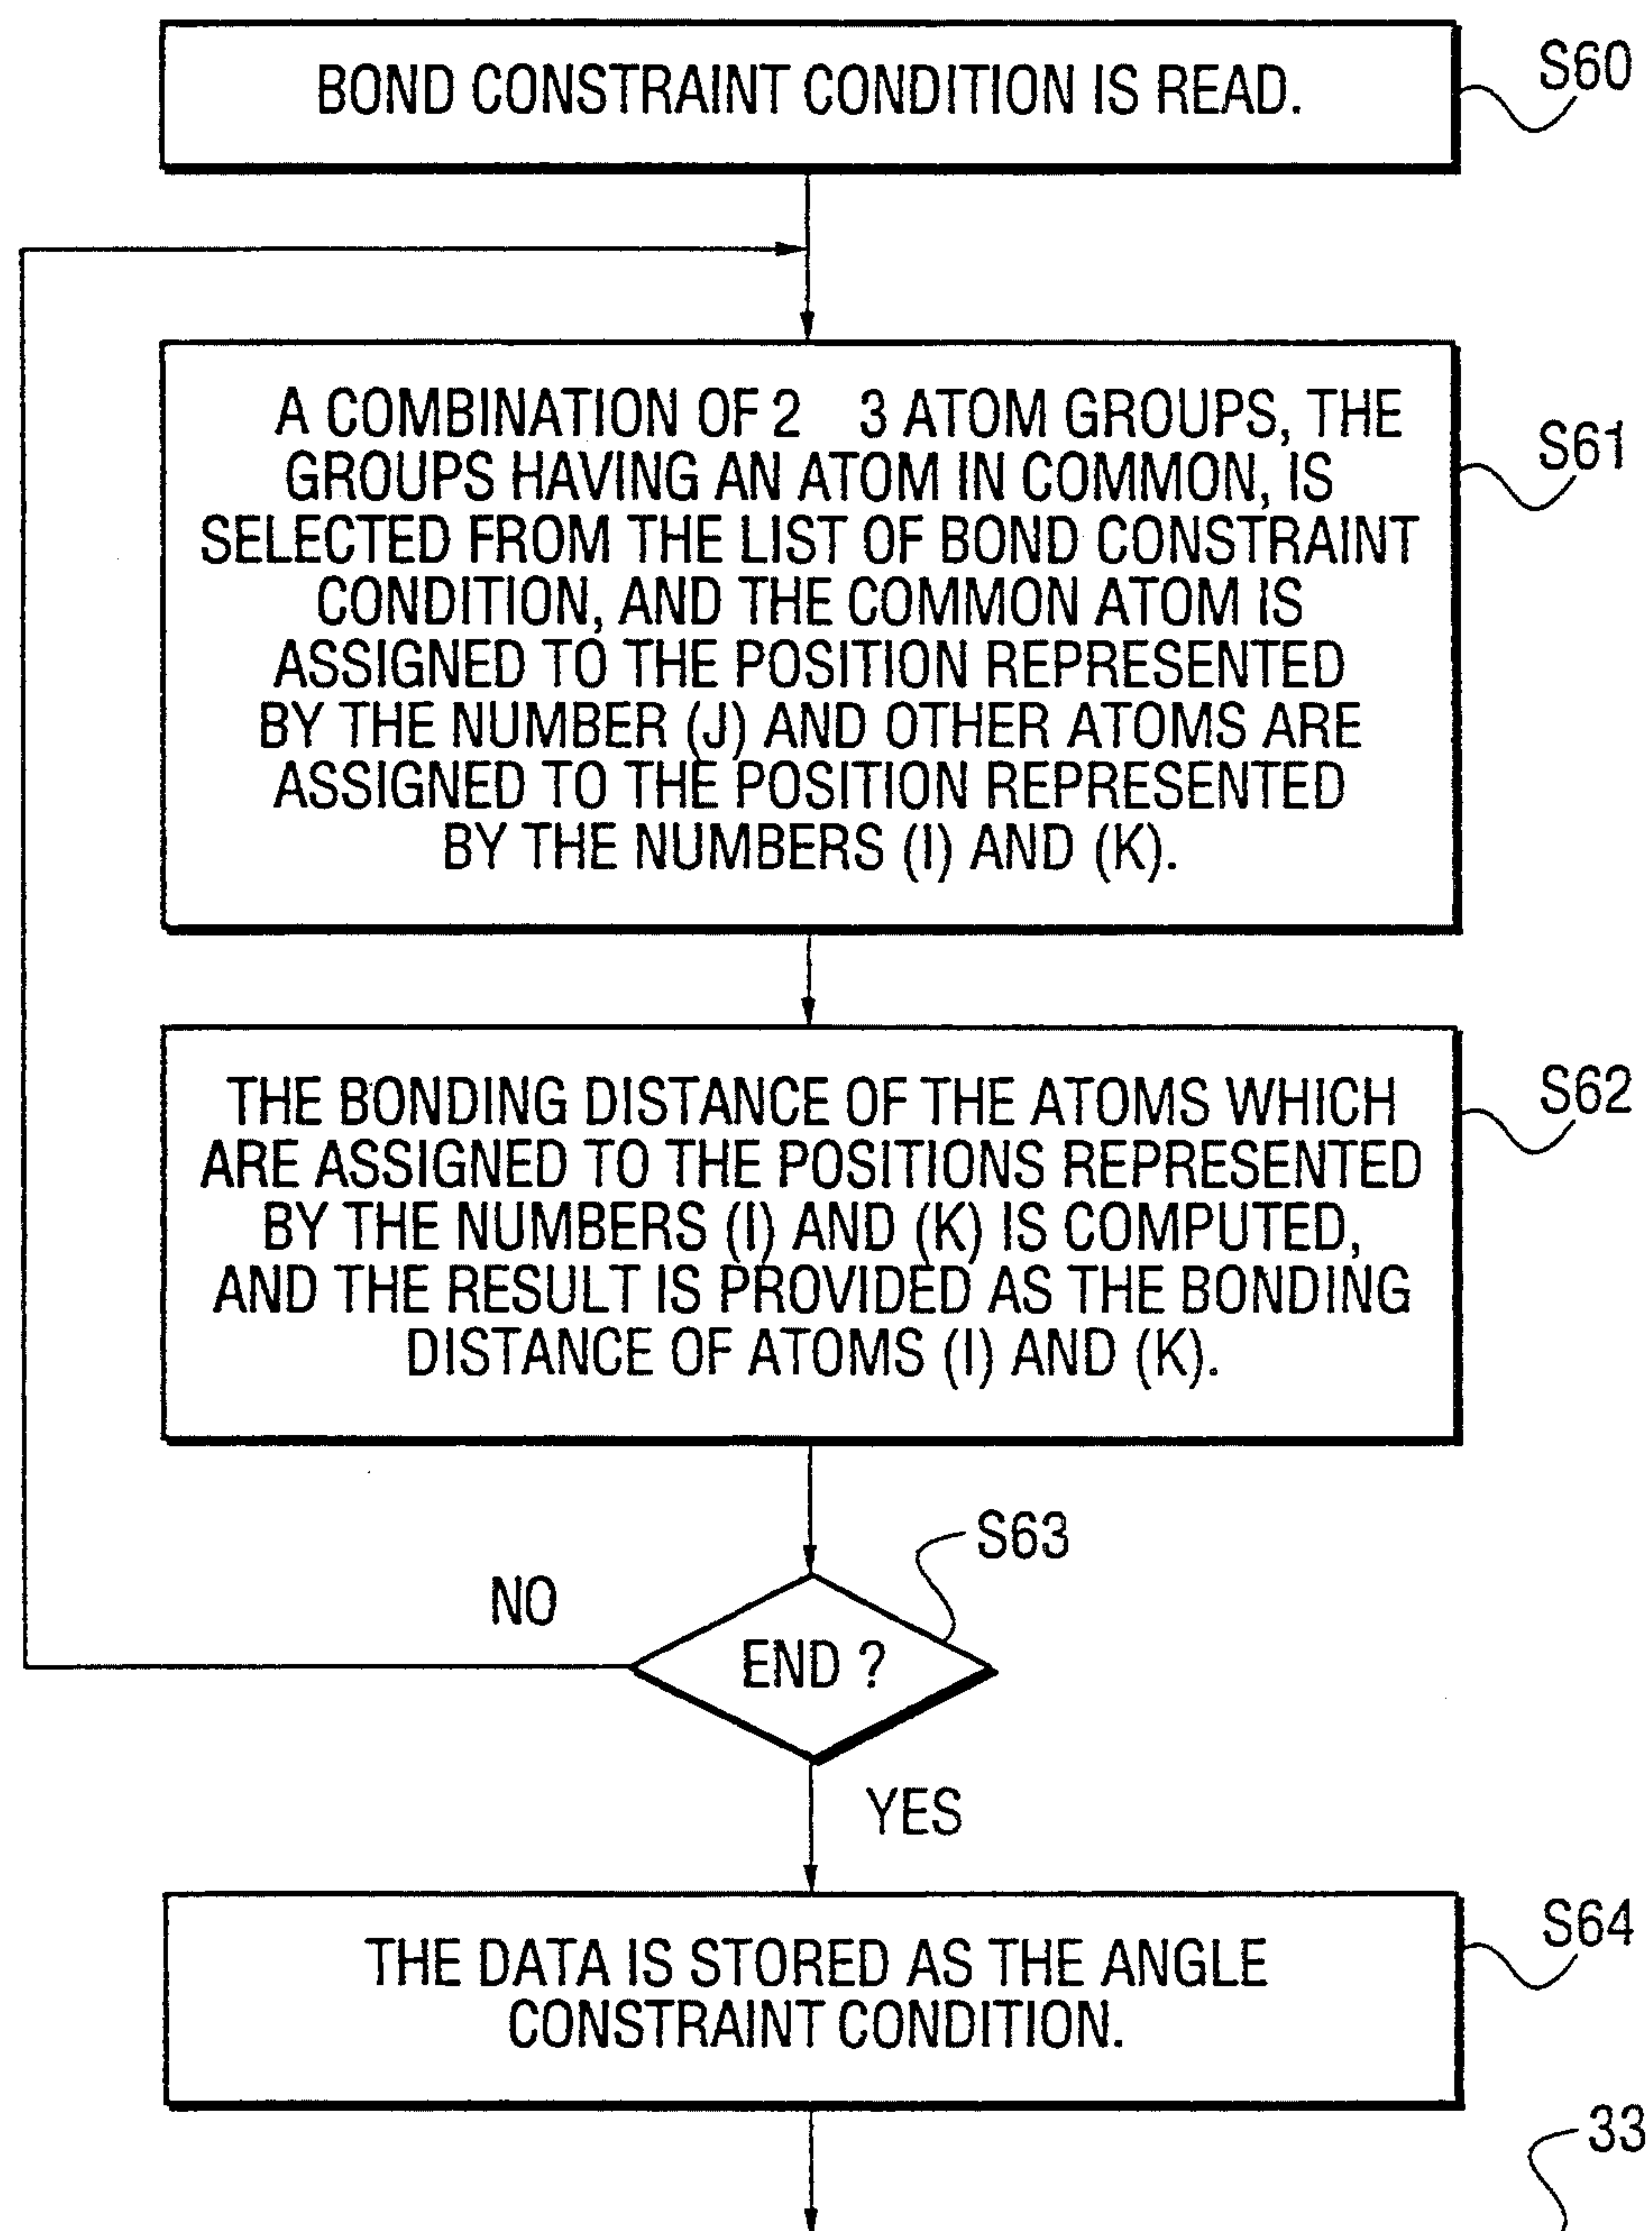 BOND CONSTRAINT CONDITION IS READ.
S60
A COMBINATION OF 2 3 ATOM GROUPS, THE
GROUPS HAVING AN ATOM IN COMMON, IS
SELECTED FROM THE LIST OF BOND CONSTRAINT
CONDITION, AND THE COMMON ATOM IS
ASSIGNED TO THE POSITION REPRESENTED
BY THE NUMBER (J) AND OTHER ATOMS ARE
ASSIGNED TO THE POSITION REPRESENTED
BY THE NUMBERS (I) AND (K).
S61
THE BONDING DISTANCE OF THE ATOMS WHICH
ARE ASSIGNED TO THE POSITIONS REPRESENTED
BY THE NUMBERS (I) AND (K) IS COMPUTED,
AND THE RESULT IS PROVIDED AS THE BONDING
DISTANCE OF ATOMS (I) AND (K).
S62
S63
NO
END ?
YES
THE DATA IS STORED AS THE ANGLE
CONSTRAINT CONDITION.
S64
33